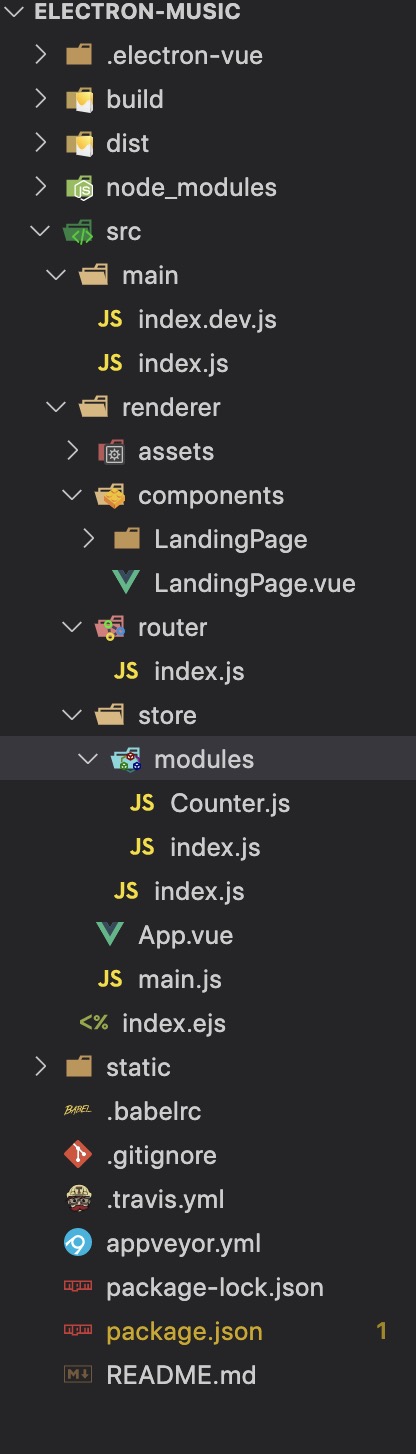 ELECTRON-MUSIC
.electron-vue
build
dist
node_modules
src
main
JS index.dev.js
JS index.js
renderer
assets
components
LandingPage
LandingPage.vue
router
JS index.js
store
modules
JS Counter.js
JS index.js
JS index.js
App.vue
JS main.js
<% index.ejs
static
BABEL .babelrc
.gitignore
.travis.yml
appveyor.yml
package-lock.json
package.json 1
M↓ README.md